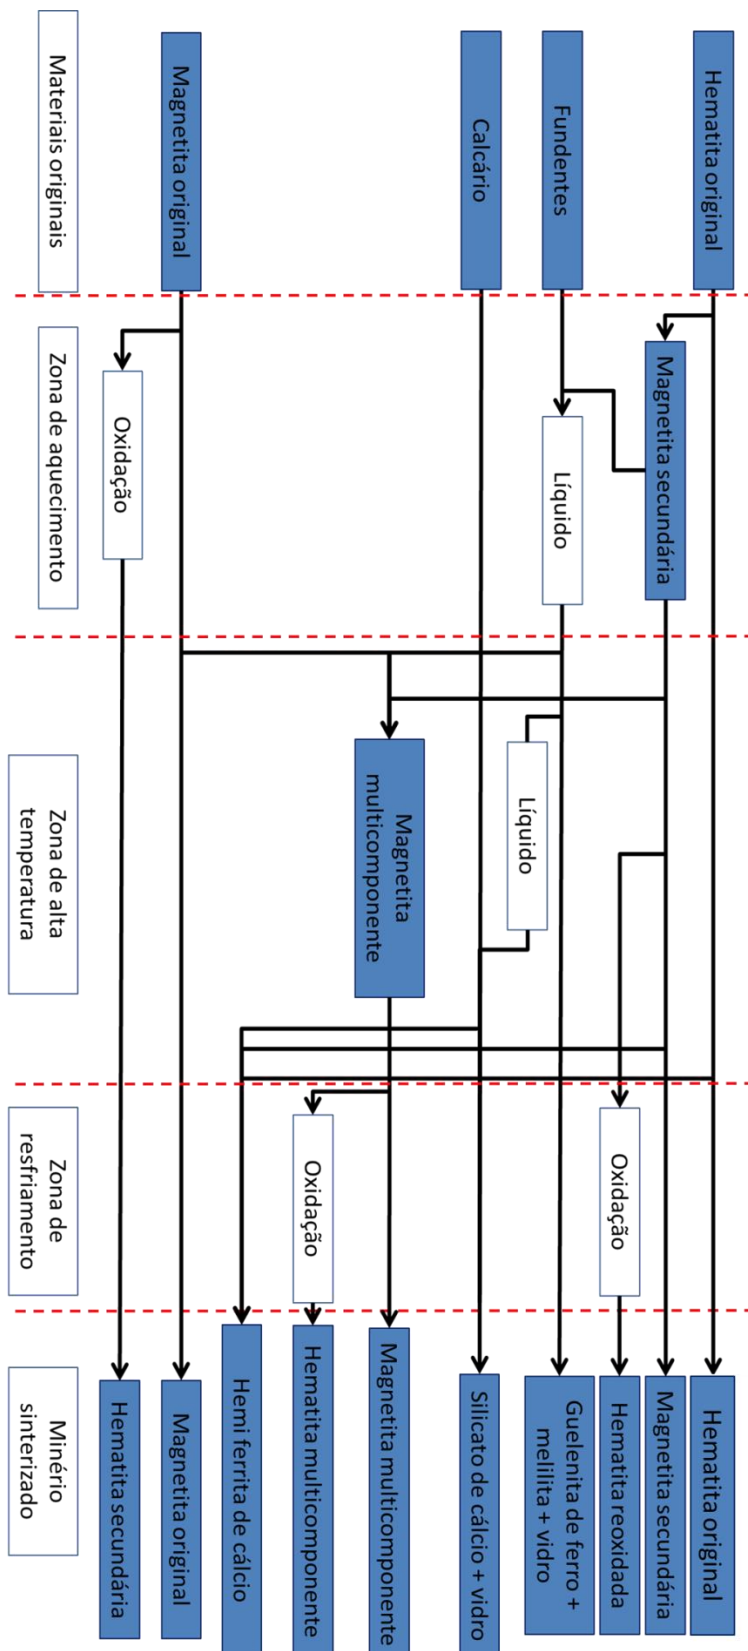 Hematita original
Fundentes
Calcário
Magnetita original
Materiais originais
Magnetita secundária
Líquido
Oxidação
Zona de aquecimento
Líquido
Magnetita
multicomponente
Zona de alta
temperatura
Oxidação
Oxidação
Zona de
resfriamento
Hematita original
Magnetita secundária
Hematita reoxidada
Guelenita de ferro +
melilita + vidro
Silicato de cálcio + vidro
Magnetita multicomponente
Hematita multicomponente
Hemi ferrita de cálcio
Magnetita original
Hematita secundária
Minério
sinterizado